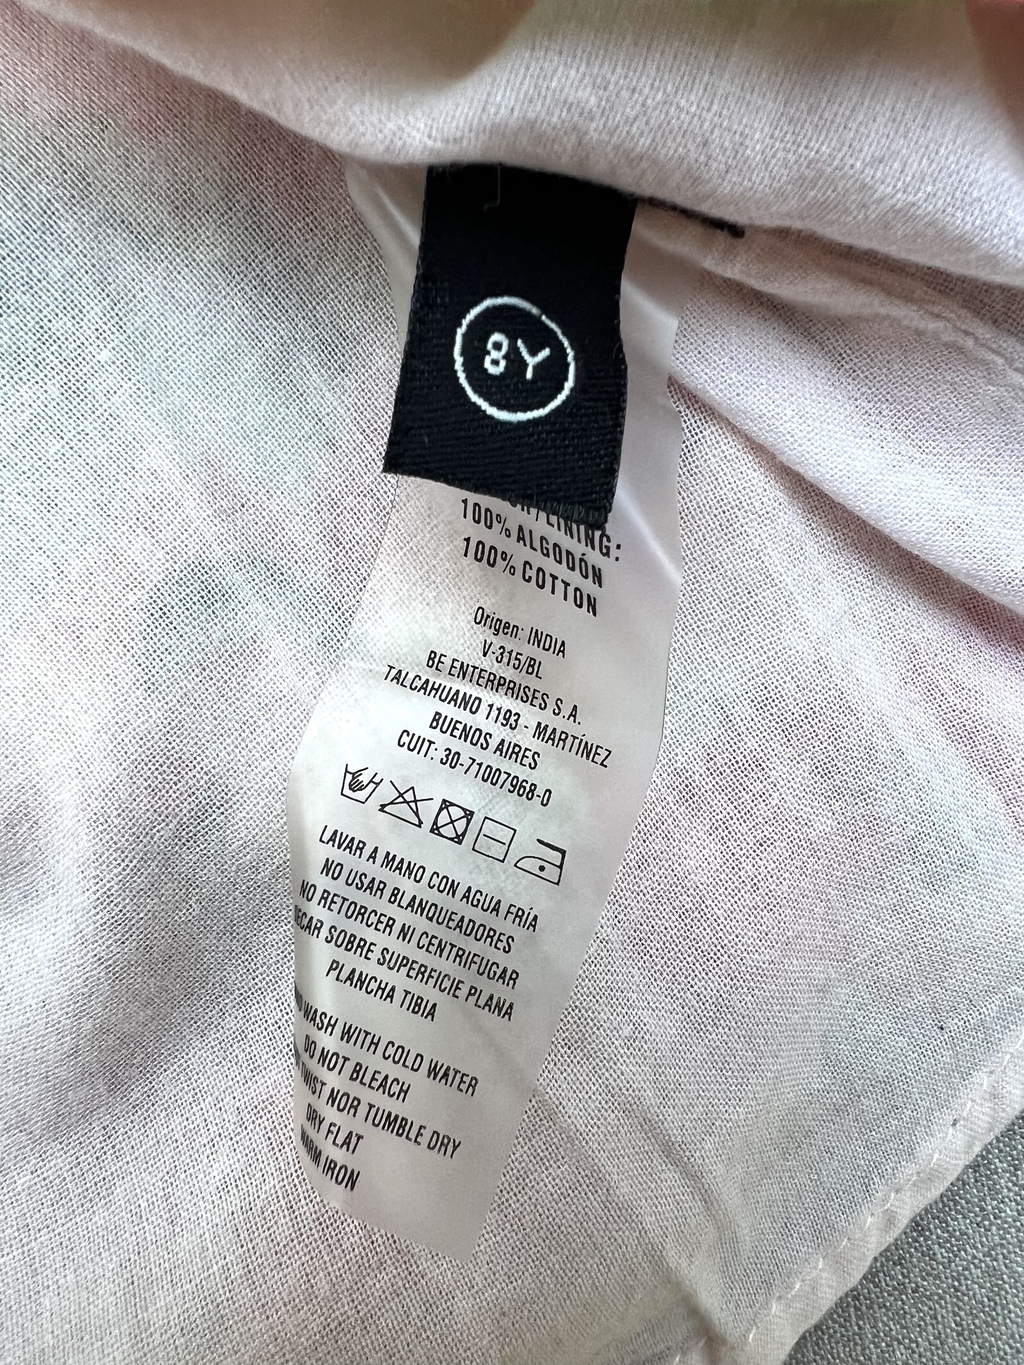 8Y
LINING:
100% ALGODÓN
100% COTTON
Origen: INDIA
V-315/BL
BE ENTERPRISES S.A.
TALCAHUANO 1193 - MARTÍNEZ
BUENOS AIRES
CUIT: 30-71007968-0
LAVAR A MANO CON AGUA FRÍA
NO USAR BLANQUEADORES
NO RETORCER NI CENTRIFUGAR
SOBRE SUPERFICIE PLANA
PLANCHA TIBIA
WASH WITH COLD WATER
DO NOT BLEACH
TWIST NOR TUMBLE DRY
DRY FLAT
IRON